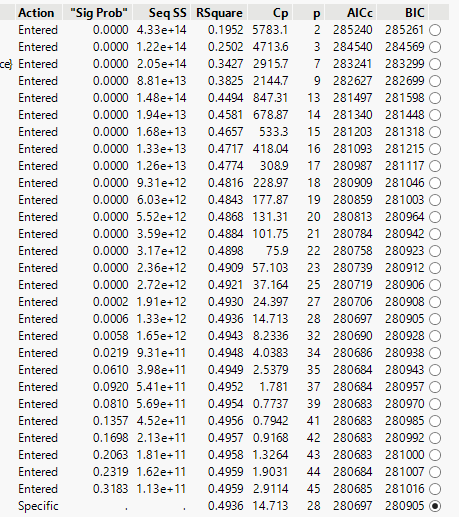 Action "Sig Prob" Seq SS RSquare Cp p AICc BIC
Entered 0.0000 4.33e+14 0.1952 5783.1 2 285240 285261
Entered 0.0000 1.22e+14 0.2502 4713.6 3 284540 284569
ce) Entered 0.0000 2.05e+14 0.3427 2915.7 7 283241 283299
Entered 0.0000 8.81e+13 0.3825 2144.7 9 282627 282699
Entered 0.0000 1.48e+14 0.4494 847.31 13 281497 281598
Entered 0.0000 1.94e+13 0.4581 678.87 14 281340 281448
Entered 0.0000 1.68e+13 0.4657 533.3 15 281203 281318
Entered 0.0000 1.33e+13 0.4717 418.04 16 281093 281215
Entered 0.0000 1.26e+13 0.4774 308.9 17 280987 281117
Entered 0.0000 9.31e+12 0.4816 228.97 18 280909 281046
Entered 0.0000 6.03e+12 0.4843 177.87 19 280859 281003
Entered 0.0000 5.52e+12 0.4868 131.31 20 280813 280964
Entered 0.0000 3.59e+12 0.4884 101.75 21 280784 280942
Entered 0.0000 3.17e+12 0.4898 75.9 22 280758 280923
Entered 0.0000 2.36e+12 0.4909 57.103 23 280739 280912
Entered 0.0000 2.72e+12 0.4921 37.164 25 280719 280906
Entered 0.0002 1.91e+12 0.4930 24.397 27 280706 280908
Entered 0.0006 1.33e+12 0.4936 14.713 28 280697 280905
Entered 0.0058 1.65e+12 0.4943 8.2336 32 280690 280928
Entered 0.0219 9.31e+11 0.4948 4.0383 34 280686 280938
Entered 0.0610 3.98e+11 0.4949 2.5379 35 280684 280943
Entered 0.0920 5.41e+11 0.4952 1.781 37 280684 280957
Entered 0.0810 5.69e+11 0.4954 0.7737 39 280683 280970
Entered 0.1357 4.52e+11 0.4956 0.7942 41 280683 280985
Entered 0.1698 2.13e+11 0.4957 0.9168 42 280683 280992
Entered 0.2063 1.81e+11 0.4958 1.3264 43 280683 281000
Entered 0.2319 1.62e+11 0.4959 1.9031 44 280684 281007
Entered 0.3183 1.13e+11 0.4959 2.9114 45 280685 281016
Specific . . 0.4936 14.713 28 280697 280905